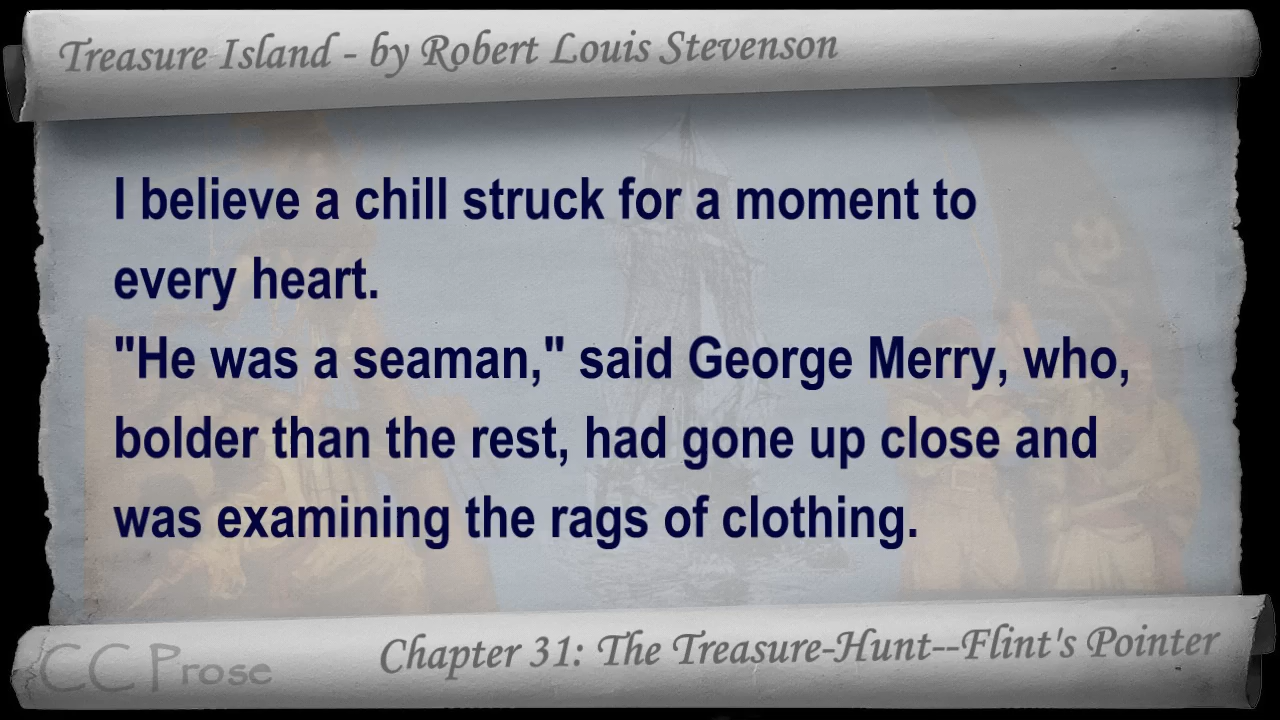 Treasure Island - by Robert Louis Stevenson
I believe a chill struck for a moment to
every heart.
"He was a seaman," said George Merry, who,
bolder than the rest, had gone up close and
was examining the rags of clothing.
CC Prose
Chapter 31: The Treasure-Hunt--Flint's Pointer